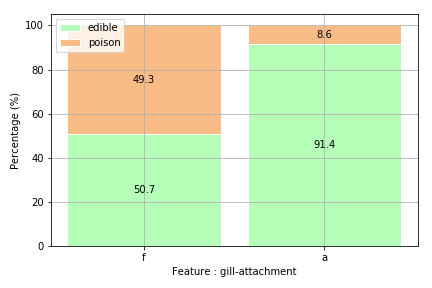 edible
poison
100
80
60
40
20
0
Percentage (%)
49.3
50.7
8.6
91.4
f
a
Feature : gill-attachment